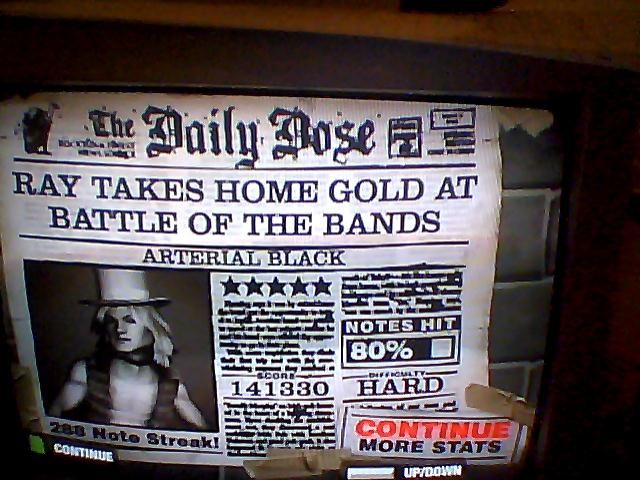 The Daily Dose
RAY TAKES HOME GOLD AT
BATTLE OF THE BANDS
ARTERIAL BLACK
★★★★★
NOTES HIT
80%
SCORE
141330
DIFFICULTY
HARD
288 Note Streak!
CONTINUE
MORE STATS
CONTINUE
UP/DOWN